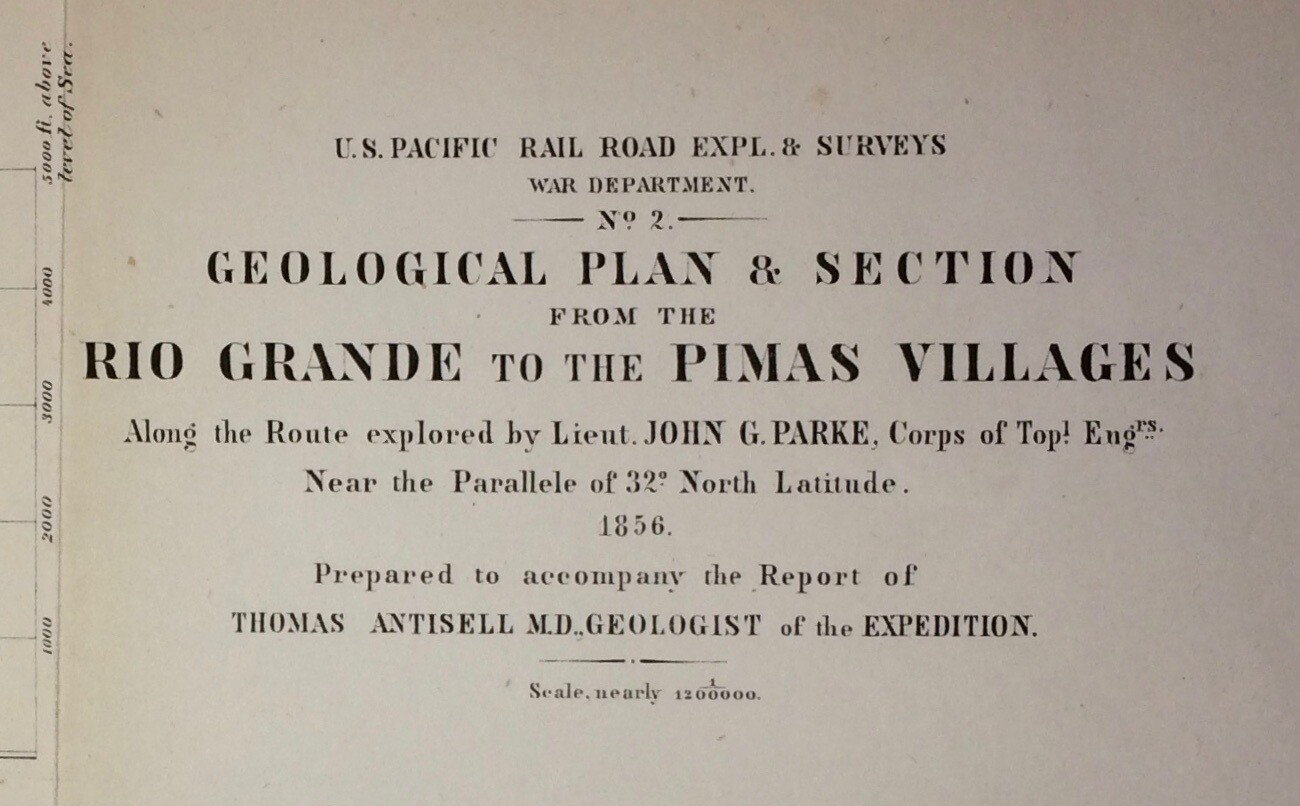 5000 ft. above
level of Sea.
4000
3000
2000
1000
U.S. PACIFIC RAIL ROAD EXPL. & SURVEYS
WAR DEPARTMENT.
Nº 2.
GEOLOGICAL PLAN & SECTION
FROM THE
RIO GRANDE TO THE PIMAS VILLAGES
Along the Route explored by Lieut. JOHN G. PARKE, Corps of Topl. Engrs.
Near the Parallele of 32° North Latitude.
1856.
Prepared to accompany the Report of
THOMAS ANTISELL M.D., GEOLOGIST of the EXPEDITION.
Scale, nearly 1/1200000.